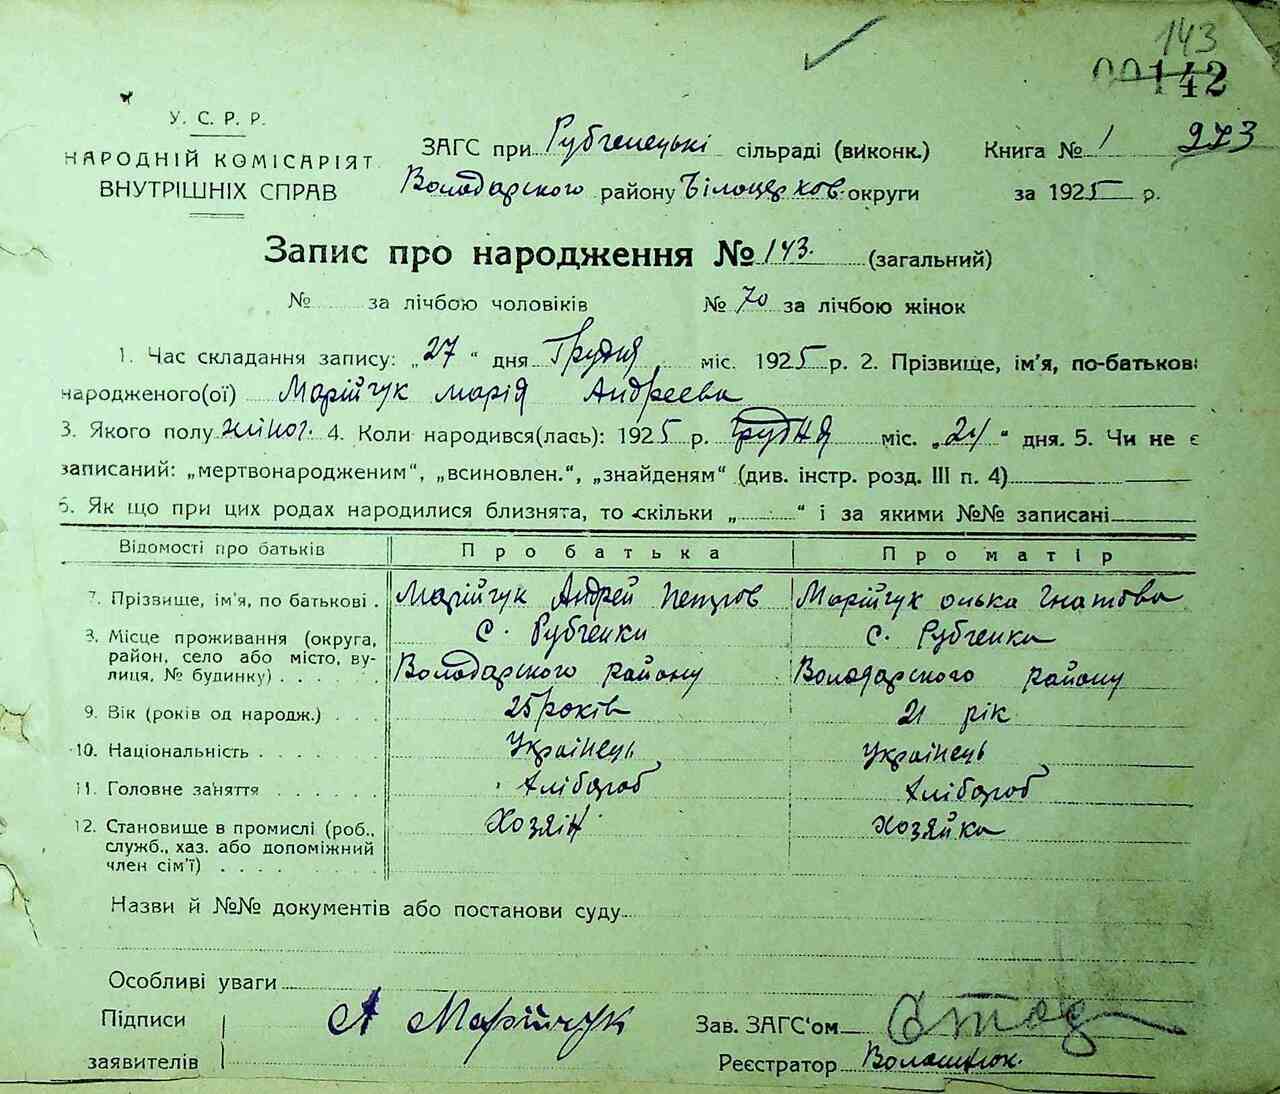 143
00142
У. С. Р. Р.
НАРОДНІЙ КОМІСАРІЯТ
ВНУТРІШНІХ СПРАВ
ЗАГС при Рубченецькі сільраді (виконк.) Книга № 1 273
Володарского району Білоцерков. округи за 1925 р.
Запис про народження № 143. (загальний)
№ за лічбою чоловіків № 70 за лічбою жінок
1. Час складання запису: „27“ дня Грудня міс. 1925 р. 2. Прізвище, ім'я, по-батькові
народженого(ої) Марійчук Марія Андреева
3. Якого полу жіног. 4. Коли народився(лась): 1925 р. Грудня міс. „24“ дня. 5. Чи не є
записаний: „мертвонародженим“, „всиновлен.“, „знайденям“ (див. інстр. розд. III п. 4)
6. Як що при цих родах народилися близнята, то скільки „ “ і за якими №№ записані
Відомості про батьків Про батька Про матір
7. Прізвище, ім'я, по батькові . Марійчук Андрей Петров Марійчук Олька Гнатова
8. Місце проживання (округа, с. Рубченки с. Рубченка
район, село або місто, ву-
лиця, № будинку) . . . . Володарского району Володарского району
9. Вік (років од народж.) . . . 25 років 21 рік
10. Національність . . . . . Українець Українець
11. Головне заняття . . . . . Хлібороб Хлібороб
12. Становище в промислі (роб., Хозяін Хозяйка
служб., хаз. або допоміжний
член сім'ї) . . . . . .
Назви й №№ документів або постанови суду
Особливі уваги
Підписи А Марійчук Зав. ЗАГС'ом
заявителів Реєстратор Волощюк.